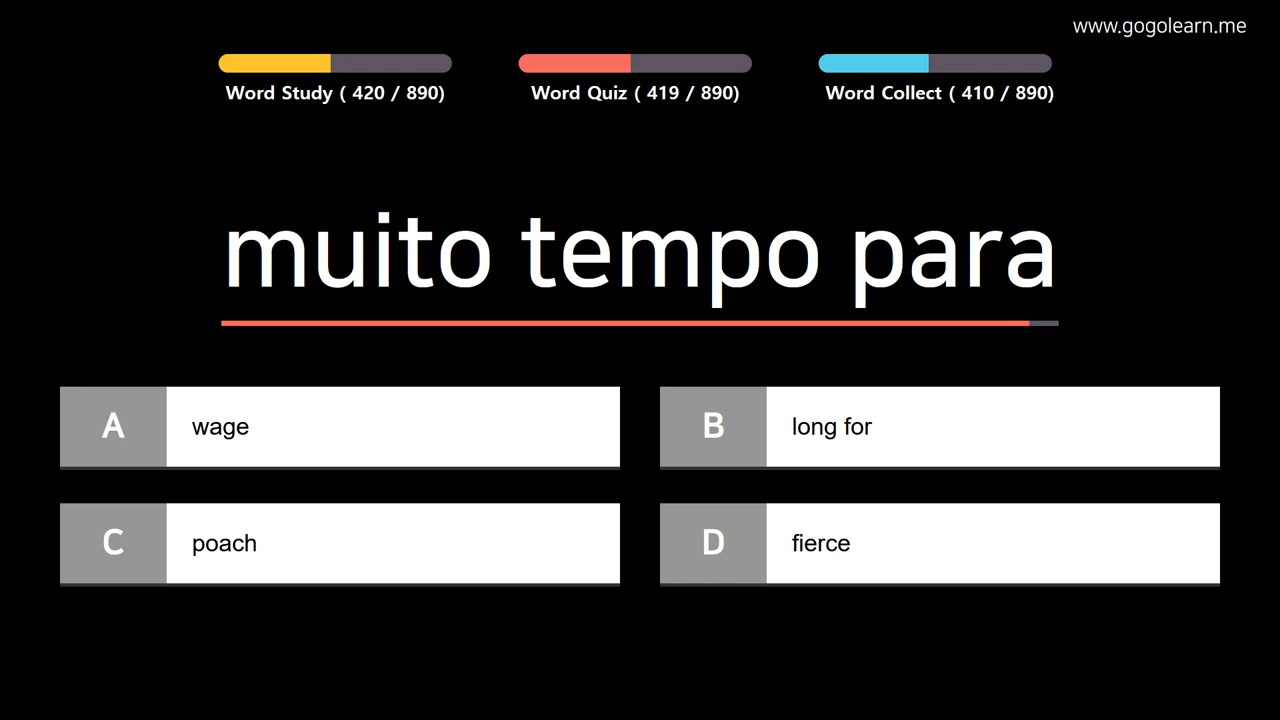 www.gogolearn.me
Word Study ( 420 / 890)
Word Quiz ( 419 / 890)
Word Collect ( 410 / 890)
muito tempo para
A
wage
B
long for
C
poach
D
fierce